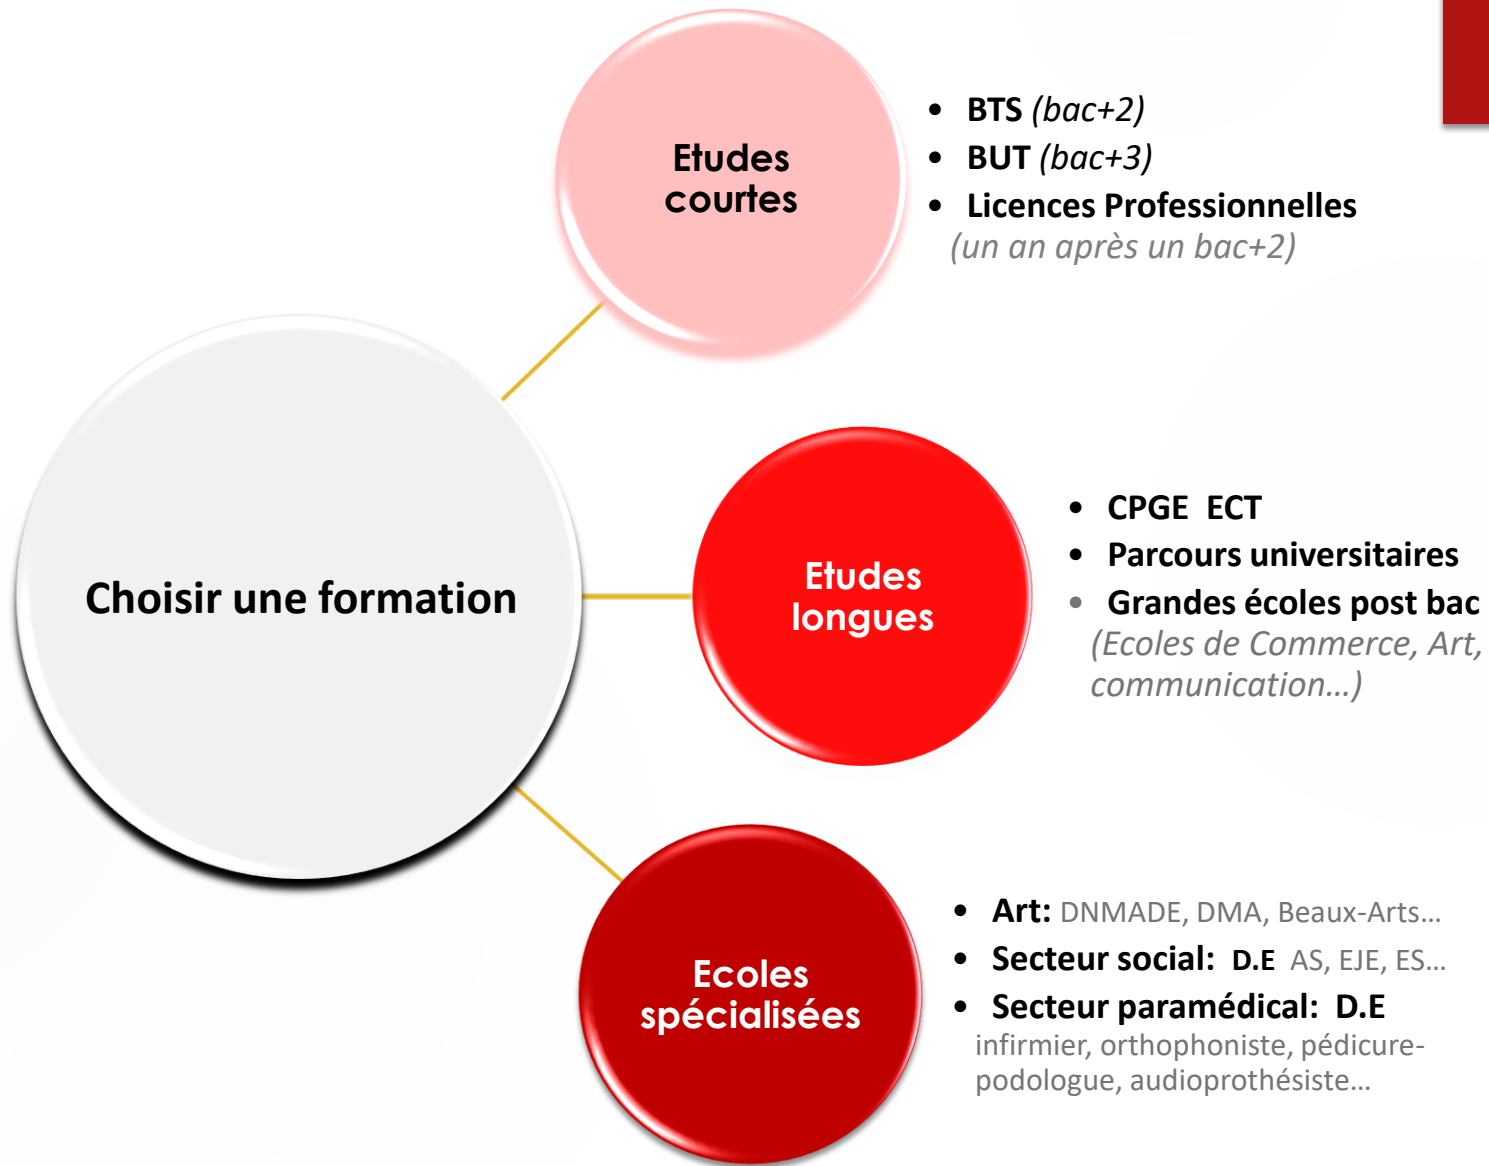 Choisir une formation
Etudes
courtes
• BTS (bac+2)
• BUT (bac+3)
• Licences Professionnelles
(un an après un bac+2)
Etudes
longues
• CPGE  ECT
• Parcours universitaires
• Grandes écoles post bac
(Ecoles de Commerce, Art,
communication…)
Ecoles
spécialisées
• Art: DNMADE, DMA, Beaux-Arts…
• Secteur social:  D.E  AS, EJE, ES…
• Secteur paramédical:  D.E
infirmier, orthophoniste, pédicure-
podologue, audioprothésiste…